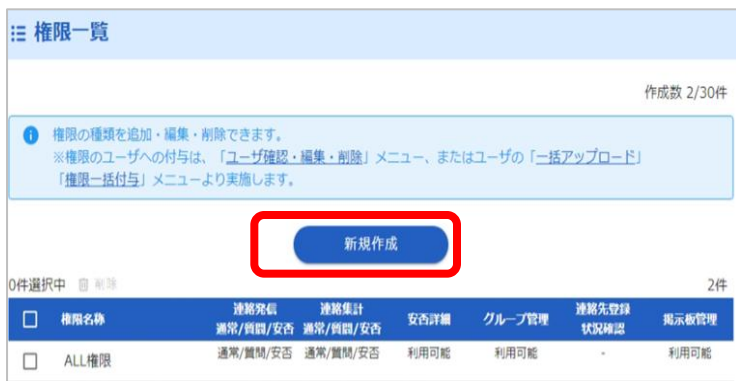 権限一覧
作成数 2/30件
権限の種類を追加・編集・削除できます。
※権限のユーザへの付与は、「ユーザ確認・編集・削除」メニュー、またはユーザの「一括アップロード」
「権限一括付与」メニューより実施します。
新規作成
0件選択中 削除 2件
権限名称 連絡発信 通常/質問/安否 連絡集計 通常/質問/安否 安否詳細 グループ管理 連絡先登録 状況確認 掲示板管理
ALL権限 通常/質問/安否 通常/質問/安否 利用可能 利用可能 - 利用可能